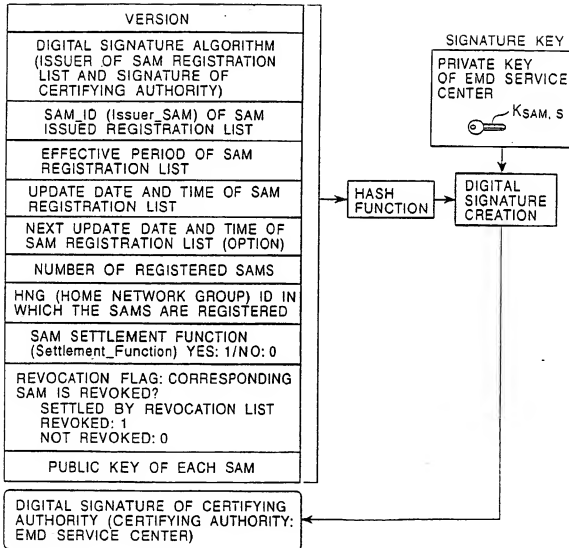 VERSION
DIGITAL SIGNATURE ALGORITHM
(ISSUER OF SAM REGISTRATION
LIST AND SIGNATURE OF
CERTIFYING AUTHORITY)
SAM_ID (Issuer_SAM) OF SAM
ISSUED REGISTRATION LIST
EFFECTIVE PERIOD OF SAM
REGISTRATION LIST
UPDATE DATE AND TIME OF SAM
REGISTRATION LIST
NEXT UPDATE DATE AND TIME OF
SAM REGISTRATION LIST (OPTION)
NUMBER OF REGISTERED SAMS
HNG (HOME NETWORK GROUP) ID IN
WHICH THE SAMS ARE REGISTERED
SAM SETTLEMENT FUNCTION
(Settlement_Function) YES: 1/NO: 0
REVOCATION FLAG: CORRESPONDING
SAM IS REVOKED?
SETTLED BY REVOCATION LIST
REVOKED: 1
NOT REVOKED: 0
PUBLIC KEY OF EACH SAM
HASH
FUNCTION
SIGNATURE KEY
PRIVATE KEY
OF EMD SERVICE
CENTER
KSAM, S
DIGITAL
SIGNATURE
CREATION
DIGITAL SIGNATURE OF CERTIFYING
AUTHORITY (CERTIFYING AUTHORITY:
EMD SERVICE CENTER)